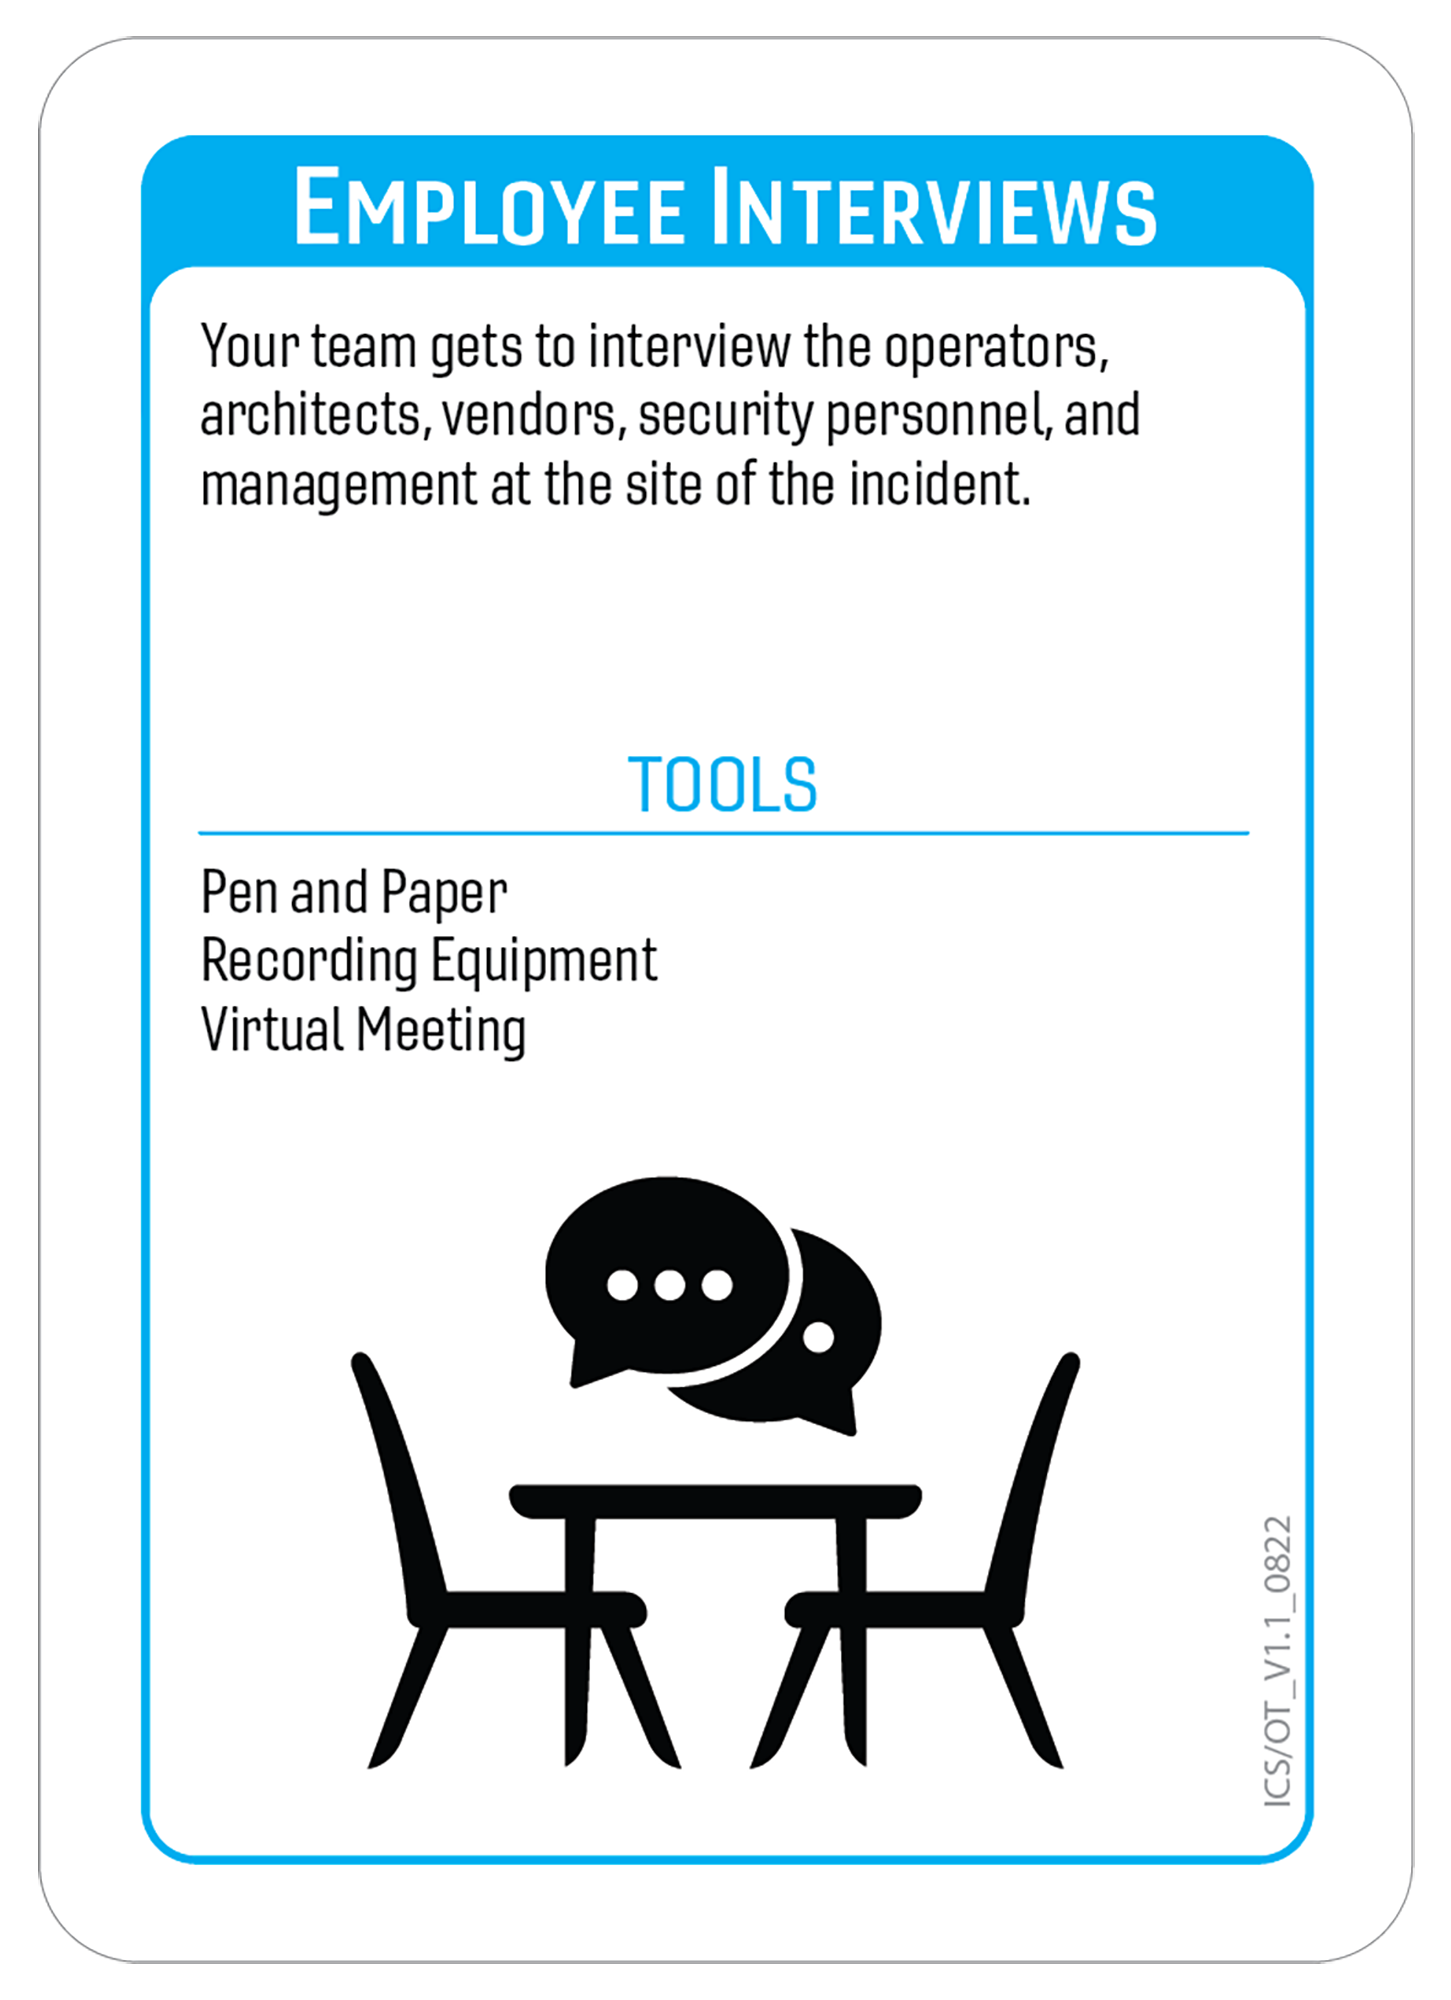 EMPLOYEE INTERVIEWS
Your team gets to interview the operators,
architects, vendors, security personnel, and
management at the site of the incident.
TOOLS
Pen and Paper
Recording Equipment
Virtual Meeting
ICS/OT_V1.1_0822